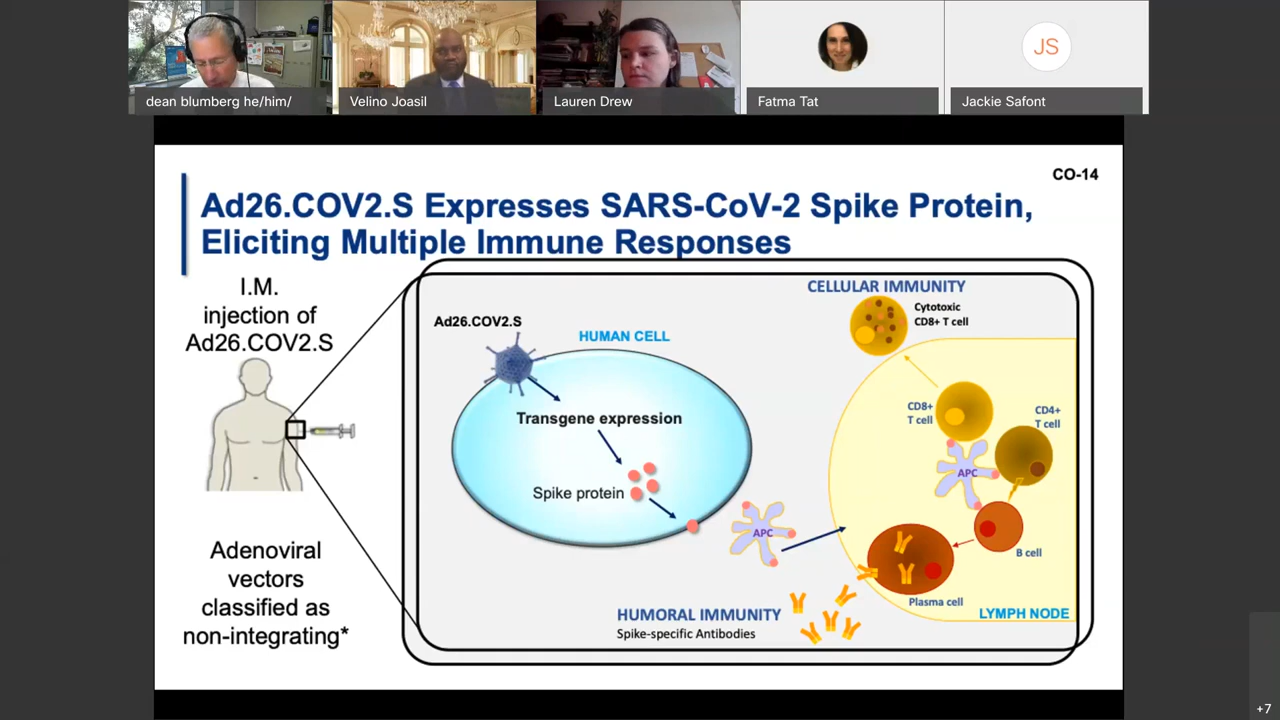 dean blumberg he/him/
Velino Joasil
Lauren Drew
Fatma Tat
JS
Jackie Safont
CO-14
Ad26.COV2.S Expresses SARS-CoV-2 Spike Protein,
Eliciting Multiple Immune Responses
I.M.
injection of
Ad26.COV2.S
Adenoviral
vectors
classified as
non-integrating*
Ad26.COV2.S
HUMAN CELL
Transgene expression
Spike protein
APC
HUMORAL IMMUNITY
Spike-specific Antibodies
CELLULAR IMMUNITY
Cytotoxic
CD8+ T cell
CD8+
T cell
CD4+
T cell
APC
B cell
Plasma cell
LYMPH NODE
+7